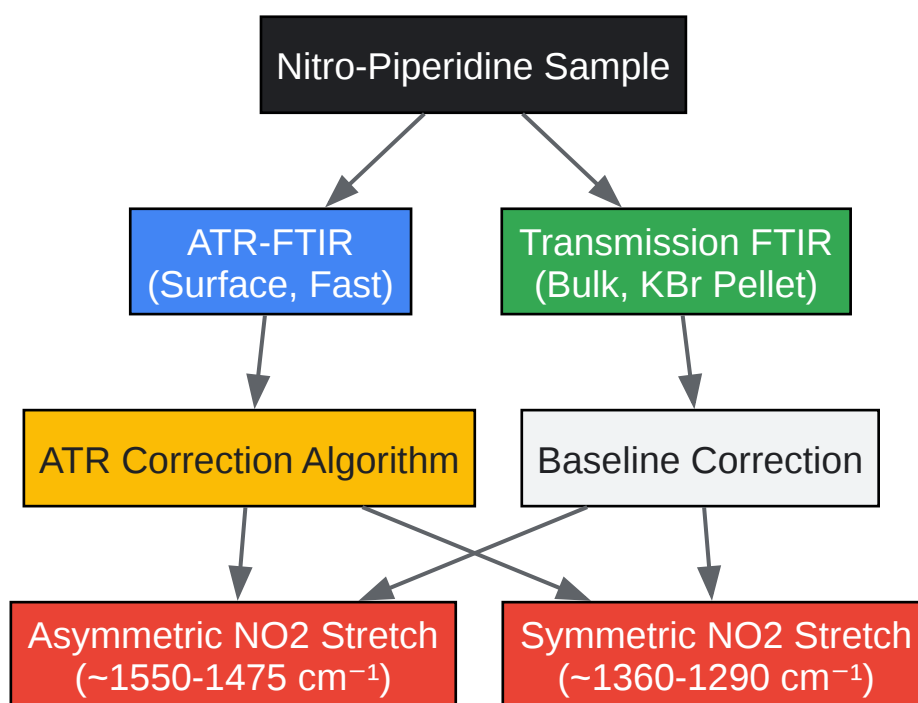 Nitro-Piperidine Sample
ATR-FTIR
(Surface, Fast)
Transmission FTIR
(Bulk, KBr Pellet)
ATR Correction Algorithm
Baseline Correction
Asymmetric NO2 Stretch
(~1550-1475 cm⁻¹)
Symmetric NO2 Stretch
(~1360-1290 cm⁻¹)